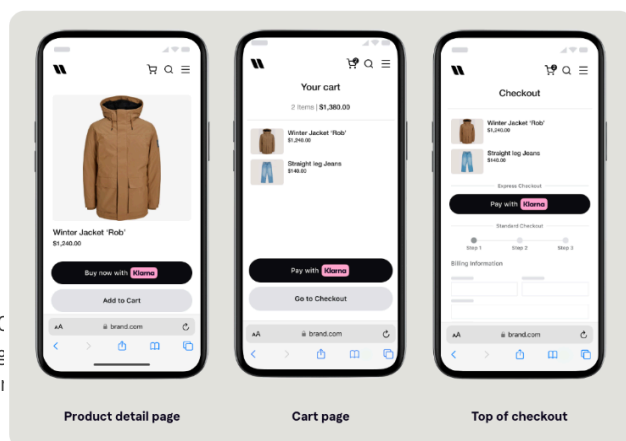 Winter Jacket 'Rob'
$1,240.00
Buy now with Klarna
Add to Cart
AA brand.com
Product detail page
Your cart
2 Items | $1,380.00
Winter Jacket 'Rob'
$1,240.00
Straight leg Jeans
$140.00
Pay with Klarna
Go to Checkout
AA brand.com
Cart page
Checkout
Winter Jacket 'Rob'
$1,240.00
Straight leg Jeans
$140.00
Express Checkout
Pay with Klarna
Standard Checkout
Step 1 Step 2 Step 3
Billing Information
AA brand.com
Top of checkout